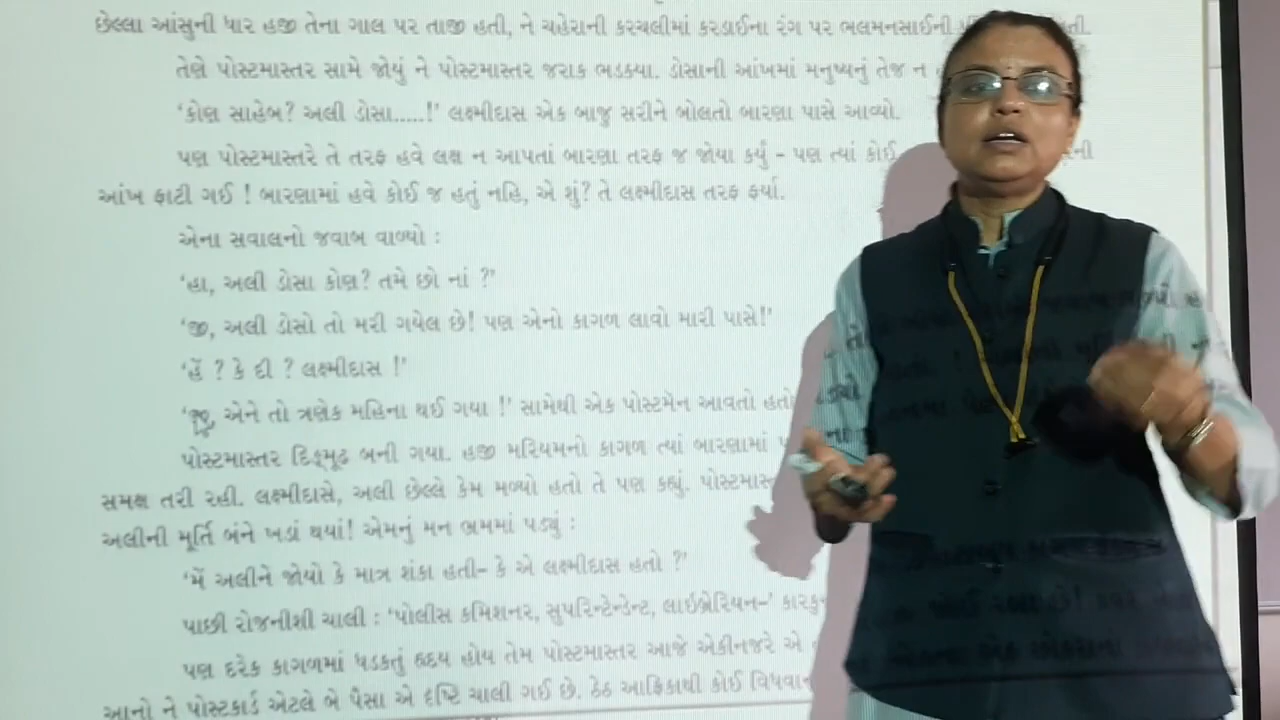 છેલ્લા આંસુની ધાર હજી તેના ગાલ પર તાજી હતી, ને ચહેરાની કરચલીમાં કરડાઈના રંગ પર ભલમનસાઈની
તેણે પોસ્ટમાસ્તર સામે જોયું ને પોસ્ટમાસ્તર જરાક ભડક્યા. ડોસાની આંખમાં મનુષ્યનું તેજ ન
‘કોણ સાહેબ? અલી ડોસા.....!’ લક્ષ્મીદાસ એક બાજુ સરીને બોલતો બારણા પાસે આવ્યો.
પણ પોસ્ટમાસ્તરે તે તરફ હવે લક્ષ ન આપતાં બારણા તરફ જ જોયા કર્યું – પણ ત્યાં કોઈ
આંખ ફાટી ગઈ ! બારણામાં હવે કોઈ જ હતું નહિ, એ શું? તે લક્ષ્મીદાસ તરફ ફર્યા.
એના સવાલનો જવાબ વાળ્યો :
‘હા, અલી ડોસા કોણ? તમે છો નાં ?’
‘જી, અલી ડોસો તો મરી ગયેલ છે! પણ એનો કાગળ લાવો મારી પાસે!’
‘હેં ? કે દી ? લક્ષ્મીદાસ !’
‘જી, એને તો ત્રણેક મહિના થઈ ગયા !’ સામેથી એક પોસ્ટમેન આવતો હતો
પોસ્ટમાસ્તર દિઙ્મૂઢ બની ગયા. હજી મરિયમનો કાગળ ત્યાં બારણામાં
સમક્ષ તરી રહી. લક્ષ્મીદાસે, અલી છેલ્લે કેમ મળ્યો હતો તે પણ કહ્યું.
અલીની મૂર્તિ બંને ખડાં થયાં! એમનું મન ભ્રમમાં પડ્યું :
‘મેં અલીને જોયો કે માત્ર શંકા હતી– કે એ લક્ષ્મીદાસ હતો ?’
પાછી રોજનીશી ચાલી : ‘પોલીસ કમિશનર, સુપરિન્ટેન્ડેન્ટ, લાઇબ્રેરિયન–’
પણ દરેક કાગળમાં ધડકતું હૃદય હોય તેમ પોસ્ટમાસ્તર આજે એકીનજરે એ
આનો ને પોસ્ટકાર્ડ એટલે બે પૈસા એ દૃષ્ટિ ચાલી ગઈ છે. ઠેઠ આફ્રિકાથી કોઈ